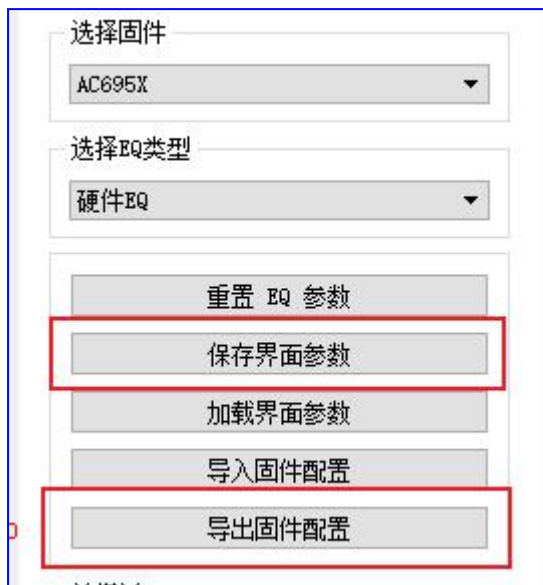 选择固件
AC695X
选择EQ类型
硬件EQ
重置 EQ 参数
保存界面参数
加载界面参数
导入固件配置
导出固件配置